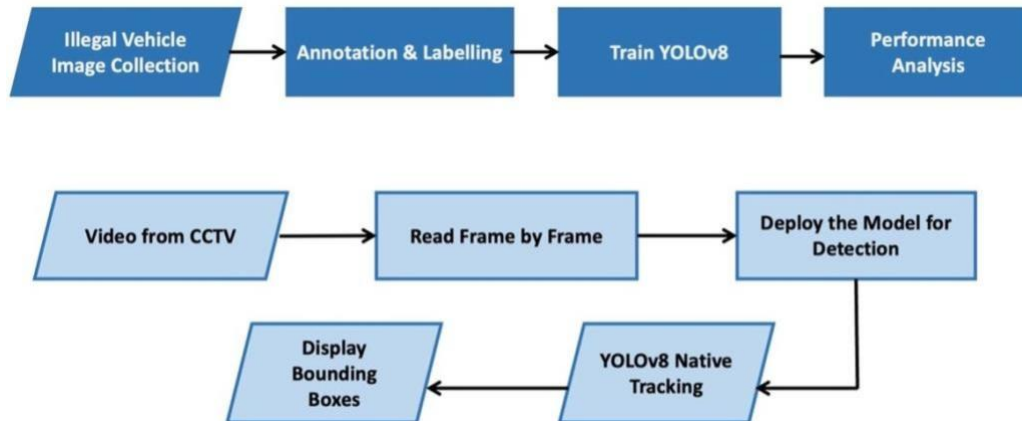 Illegal Vehicle
Image Collection
Annotation & Labelling
Train YOLOv8
Performance
Analysis
Video from CCTV
Read Frame by Frame
Deploy the Model for
Detection
YOLOv8 Native
Tracking
Display
Bounding
Boxes